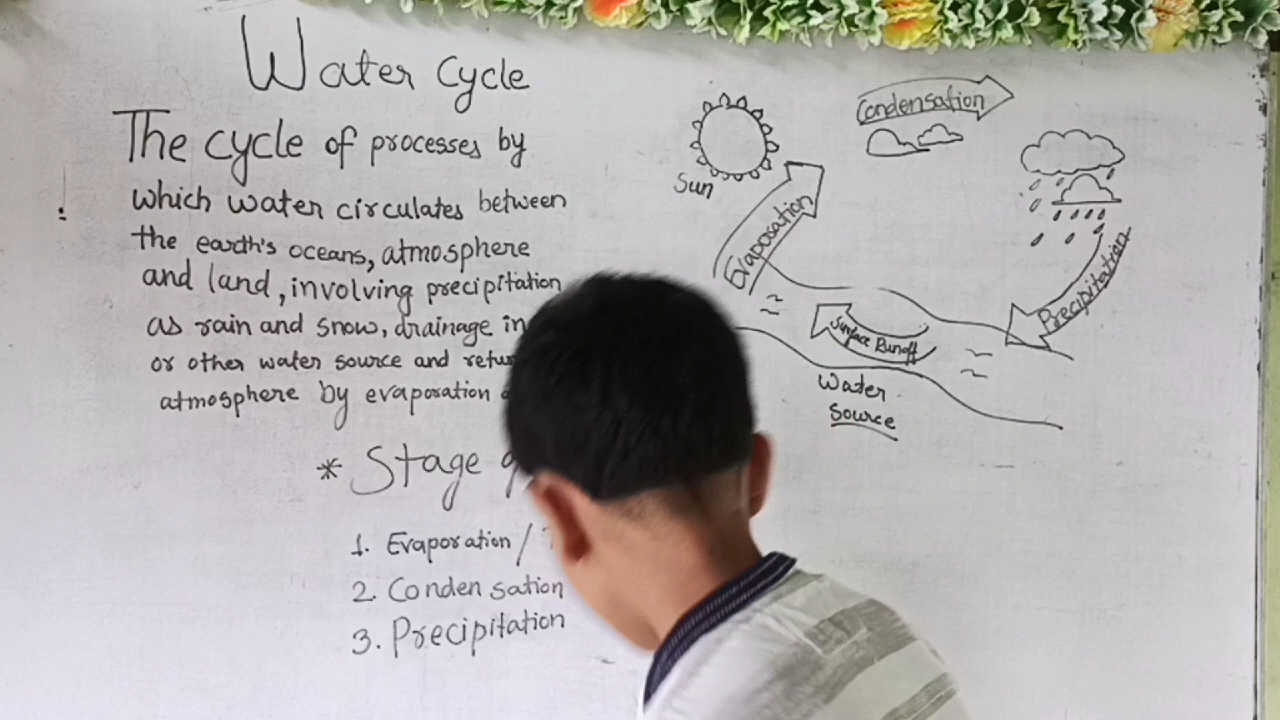 Water Cycle
The cycle of processes by
which water circulates between
the earth's oceans, atmosphere
and land, involving precipitation
as rain and snow, drainage in
or other water source and
atmosphere by evaporation
* Stage
1. Evaporation/
2. Condensation
3. Precipitation
Sun
Condensation
Evaposation
Precipitation
Surface Runoff
Water
Source